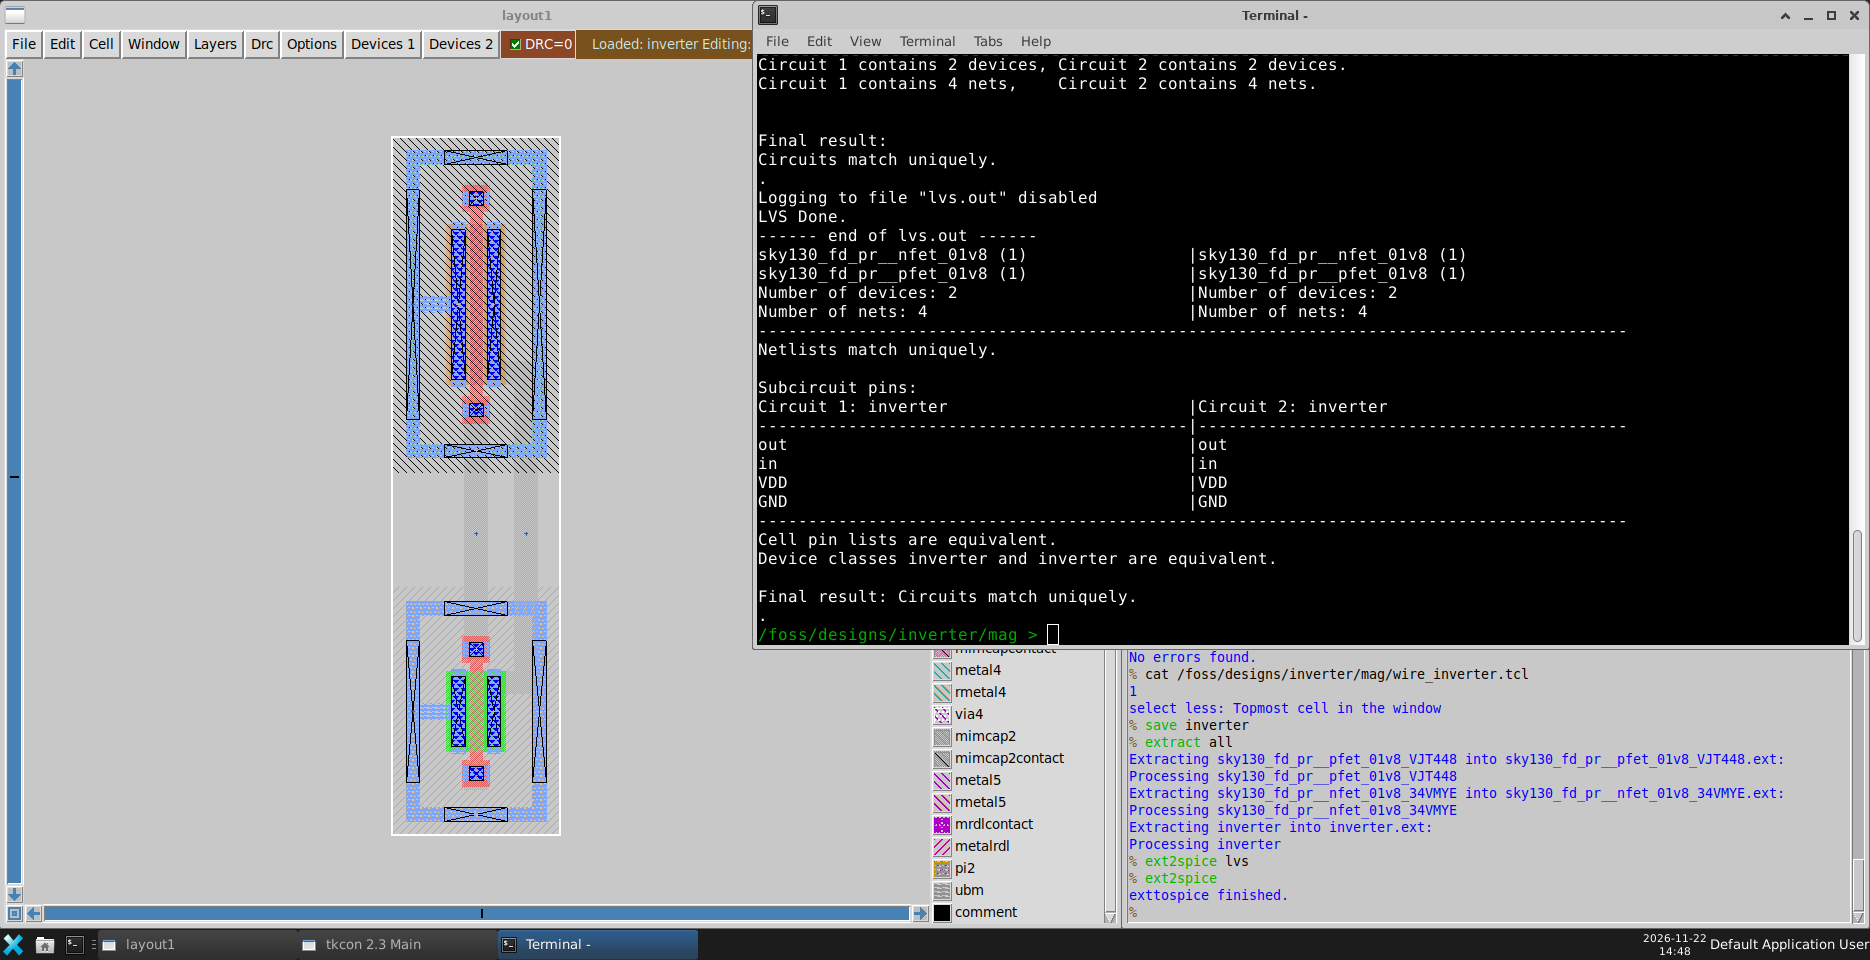 layout1
File Edit Cell Window Layers Drc Options Devices 1 Devices 2 DRC=0 Loaded: inverter Editing:
Terminal -
File Edit View Terminal Tabs Help
Circuit 1 contains 2 devices, Circuit 2 contains 2 devices.
Circuit 1 contains 4 nets,    Circuit 2 contains 4 nets.
Final result:
Circuits match uniquely.
.
Logging to file "lvs.out" disabled
LVS Done.
------ end of lvs.out ------
sky130_fd_pr__nfet_01v8 (1) |sky130_fd_pr__nfet_01v8 (1)
sky130_fd_pr__pfet_01v8 (1) |sky130_fd_pr__pfet_01v8 (1)
Number of devices: 2 |Number of devices: 2
Number of nets: 4 |Number of nets: 4
---------------------------------------------------------------------------------------
Netlists match uniquely.
Subcircuit pins:
Circuit 1: inverter |Circuit 2: inverter
-------------------------------------------|-------------------------------------------
out |out
in |in
VDD |VDD
GND |GND
---------------------------------------------------------------------------------------
Cell pin lists are equivalent.
Device classes inverter and inverter are equivalent.
Final result: Circuits match uniquely.
.
/foss/designs/inverter/mag >
mimcapcontact
metal4
rmetal4
via4
mimcap2
mimcap2contact
metal5
rmetal5
mrdlcontact
metalrdl
pi2
ubm
comment
No errors found.
% cat /foss/designs/inverter/mag/wire_inverter.tcl
1
select less: Topmost cell in the window
% save inverter
% extract all
Extracting sky130_fd_pr__pfet_01v8_VJT448 into sky130_fd_pr__pfet_01v8_VJT448.ext:
Processing sky130_fd_pr__pfet_01v8_VJT448
Extracting sky130_fd_pr__nfet_01v8_34VMYE into sky130_fd_pr__nfet_01v8_34VMYE.ext:
Processing sky130_fd_pr__nfet_01v8_34VMYE
Extracting inverter into inverter.ext:
Processing inverter
% ext2spice lvs
% ext2spice
exttospice finished.
%
layout1
tkcon 2.3 Main
Terminal -
2026-11-22
14:48
Default Application User